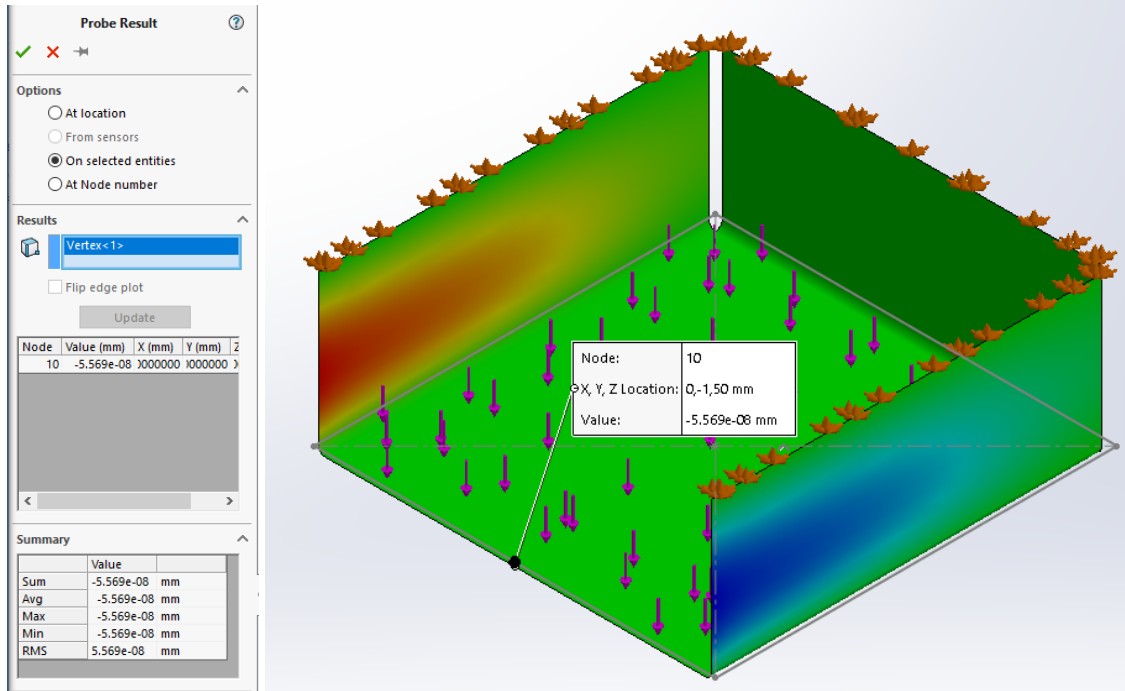 Probe Result
Options
At location
From sensors
On selected entities
At Node number
Results
Vertex<1>
Flip edge plot
Update
Node Value (mm) X (mm) Y (mm) Z
10 -5.569e-08 )000000 )000000 )
Summary
Value
Sum -5.569e-08 mm
Avg -5.569e-08 mm
Max -5.569e-08 mm
Min -5.569e-08 mm
RMS 5.569e-08 mm
Node: 10
X, Y, Z Location: 0,-1,50 mm
Value: -5.569e-08 mm